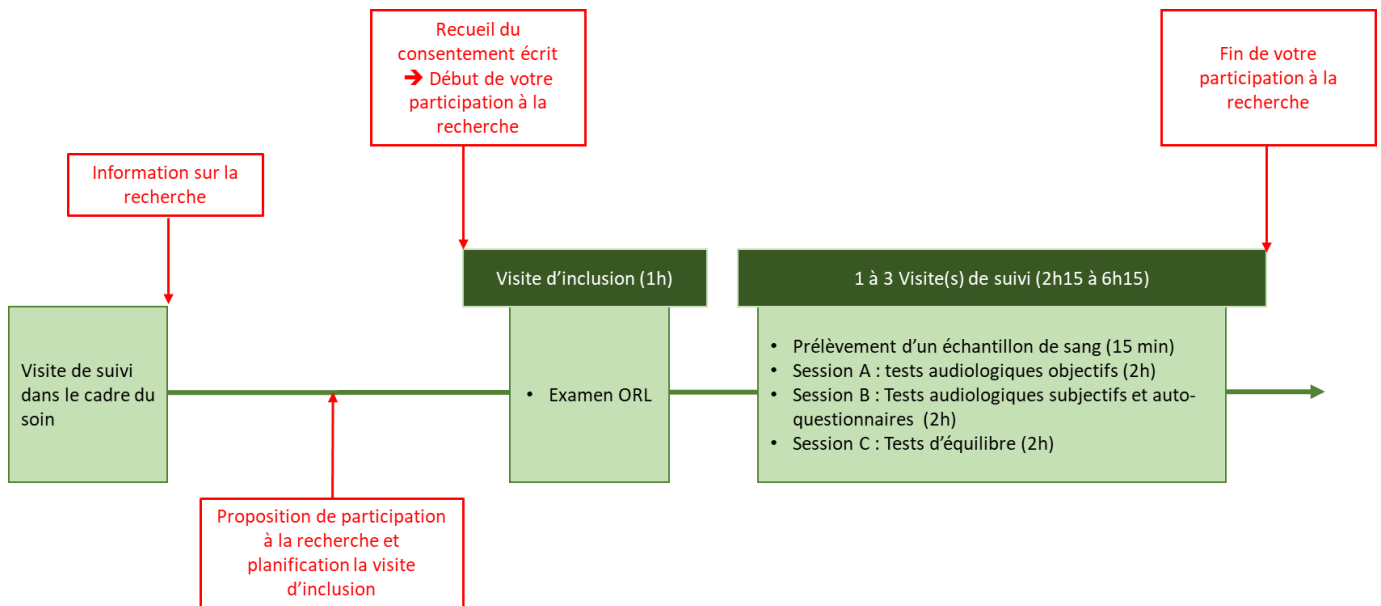 Recueil du
consentement écrit
➔ Début de votre
participation à la
recherche
Fin de votre
participation à la
recherche
Information sur la
recherche
Visite d’inclusion (1h)
1 à 3 Visite(s) de suivi (2h15 à 6h15)
Visite de suivi
dans le cadre du
soin
• Examen ORL
• Prélèvement d’un échantillon de sang (15 min)
• Session A : tests audiologiques objectifs (2h)
• Session B : Tests audiologiques subjectifs et auto-
questionnaires (2h)
• Session C : Tests d’équilibre (2h)
Proposition de participation
à la recherche et
planification la visite
d’inclusion